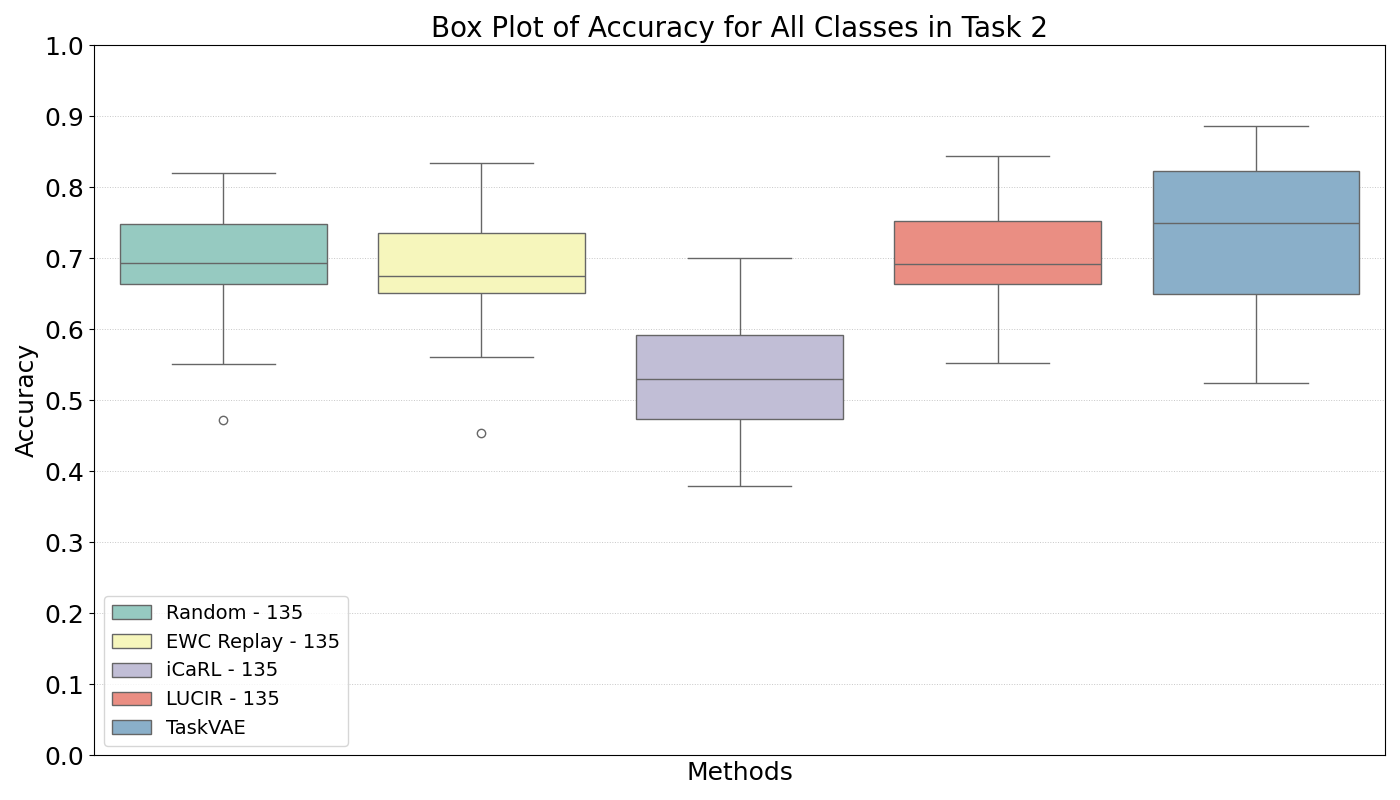 Box Plot of Accuracy for All Classes in Task 2
1.0
0.9
0.8
0.7
0.6
0.5
0.4
0.3
0.2
0.1
0.0
Accuracy
Random - 135
EWC Replay - 135
iCaRL - 135
LUCIR - 135
TaskVAE
Methods